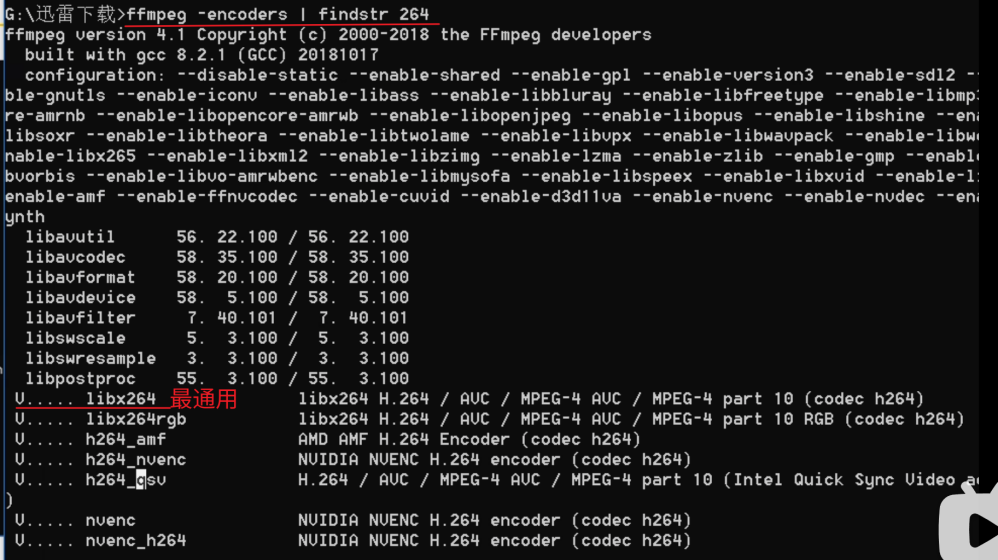 G:\迅雷下载>ffmpeg -encoders | findstr 264
ffmpeg version 4.1 Copyright (c) 2000-2018 the FFmpeg developers
  built with gcc 8.2.1 (GCC) 20181017
  configuration: --disable-static --enable-shared --enable-gpl --enable-version3 --enable-sdl2 -
ble-gnutls --enable-iconv --enable-libass --enable-libbluray --enable-libfreetype --enable-libmp3
re-amrnb --enable-libopencore-amrwb --enable-libopenjpeg --enable-libopus --enable-libshine --ena
libsoxr --enable-libtheora --enable-libtwolame --enable-libvpx --enable-libwavpack --enable-libwe
nable-libx265 --enable-libxml2 --enable-libzimg --enable-lzma --enable-zlib --enable-gmp --enabl
bvorbis --enable-libvo-amrwbenc --enable-libmysofa --enable-libspeex --enable-libxvid --enable-l
enable-amf --enable-ffnvcodec --enable-cuvid --enable-d3d11va --enable-nvenc --enable-nvdec --ena
ynth
  libavutil      56. 22.100 / 56. 22.100
  libavcodec     58. 35.100 / 58. 35.100
  libavformat    58. 20.100 / 58. 20.100
  libavdevice    58.  5.100 / 58.  5.100
  libavfilter     7. 40.101 /  7. 40.101
  libswscale      5.  3.100 /  5.  3.100
  libswresample   3.  3.100 /  3.  3.100
  libpostproc    55.  3.100 / 55.  3.100
 V..... libx264 最通用 libx264 H.264 / AVC / MPEG-4 AVC / MPEG-4 part 10 (codec h264)
 V..... libx264rgb           libx264 H.264 / AVC / MPEG-4 AVC / MPEG-4 part 10 RGB (codec h264)
 V..... h264_amf             AMD AMF H.264 Encoder (codec h264)
 V..... h264_nvenc           NVIDIA NVENC H.264 encoder (codec h264)
 V..... h264_qsv             H.264 / AVC / MPEG-4 AVC / MPEG-4 part 10 (Intel Quick Sync Video ac
)
 V..... nvenc                NVIDIA NVENC H.264 encoder (codec h264)
 V..... nvenc_h264           NVIDIA NVENC H.264 encoder (codec h264)